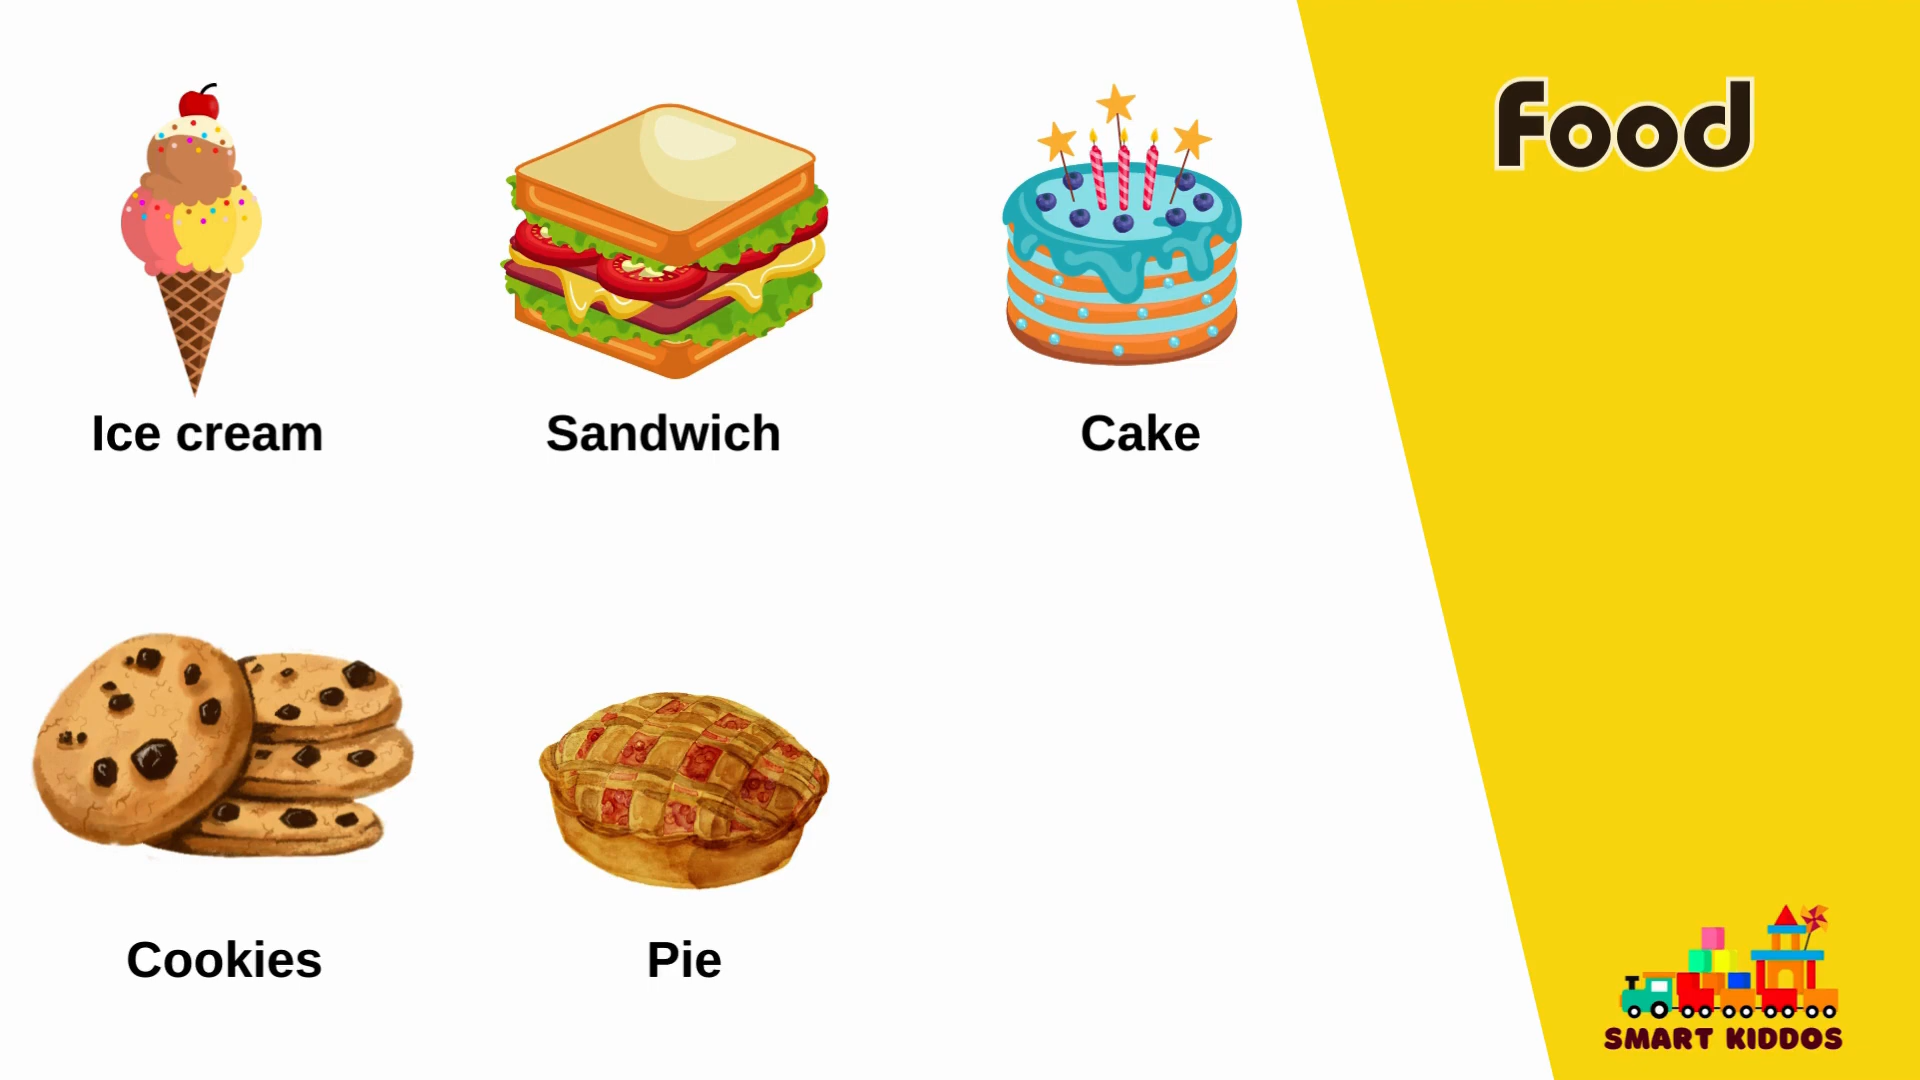 Food
Ice cream
Sandwich
Cake
Cookies
Pie
SMART KIDDOS